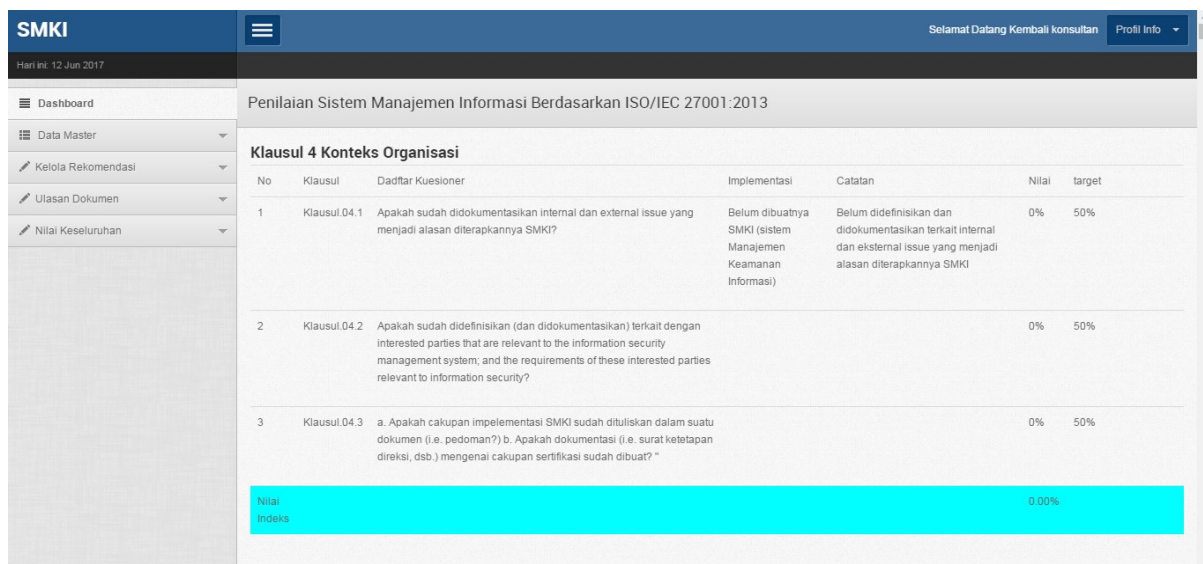 SMKI
Selamat Datang Kembali konsultan
Profil Info
Hari ini: 12 Jun 2017
Dashboard
Data Master
Kelola Rekomendasi
Ulasan Dokumen
Nilai Keseluruhan
Penilaian Sistem Manajemen Informasi Berdasarkan ISO/IEC 27001:2013
Klausul 4 Konteks Organisasi
No Klausul Dadftar Kuesioner Implementasi Catatan Nilai target
1 Klausul.04.1 Apakah sudah didokumentasikan internal dan external issue yang Belum dibuatnya Belum didefinisikan dan 0% 50%
menjadi alasan diterapkannya SMKI? SMKI (sistem didokumentasikan terkait internal
Manajemen dan eksternal issue yang menjadi
Keamanan alasan diterapkannya SMKI
Informasi)
2 Klausul.04.2 Apakah sudah didefinisikan (dan didokumentasikan) terkait dengan 0% 50%
interested parties that are relevant to the information security
management system; and the requirements of these interested parties
relevant to information security?
3 Klausul.04.3 a. Apakah cakupan impelementasi SMKI sudah dituliskan dalam suatu 0% 50%
dokumen (i.e. pedoman?) b. Apakah dokumentasi (i.e. surat ketetapan
direksi, dsb.) mengenai cakupan sertifikasi sudah dibuat? "
Nilai 0.00%
Indeks